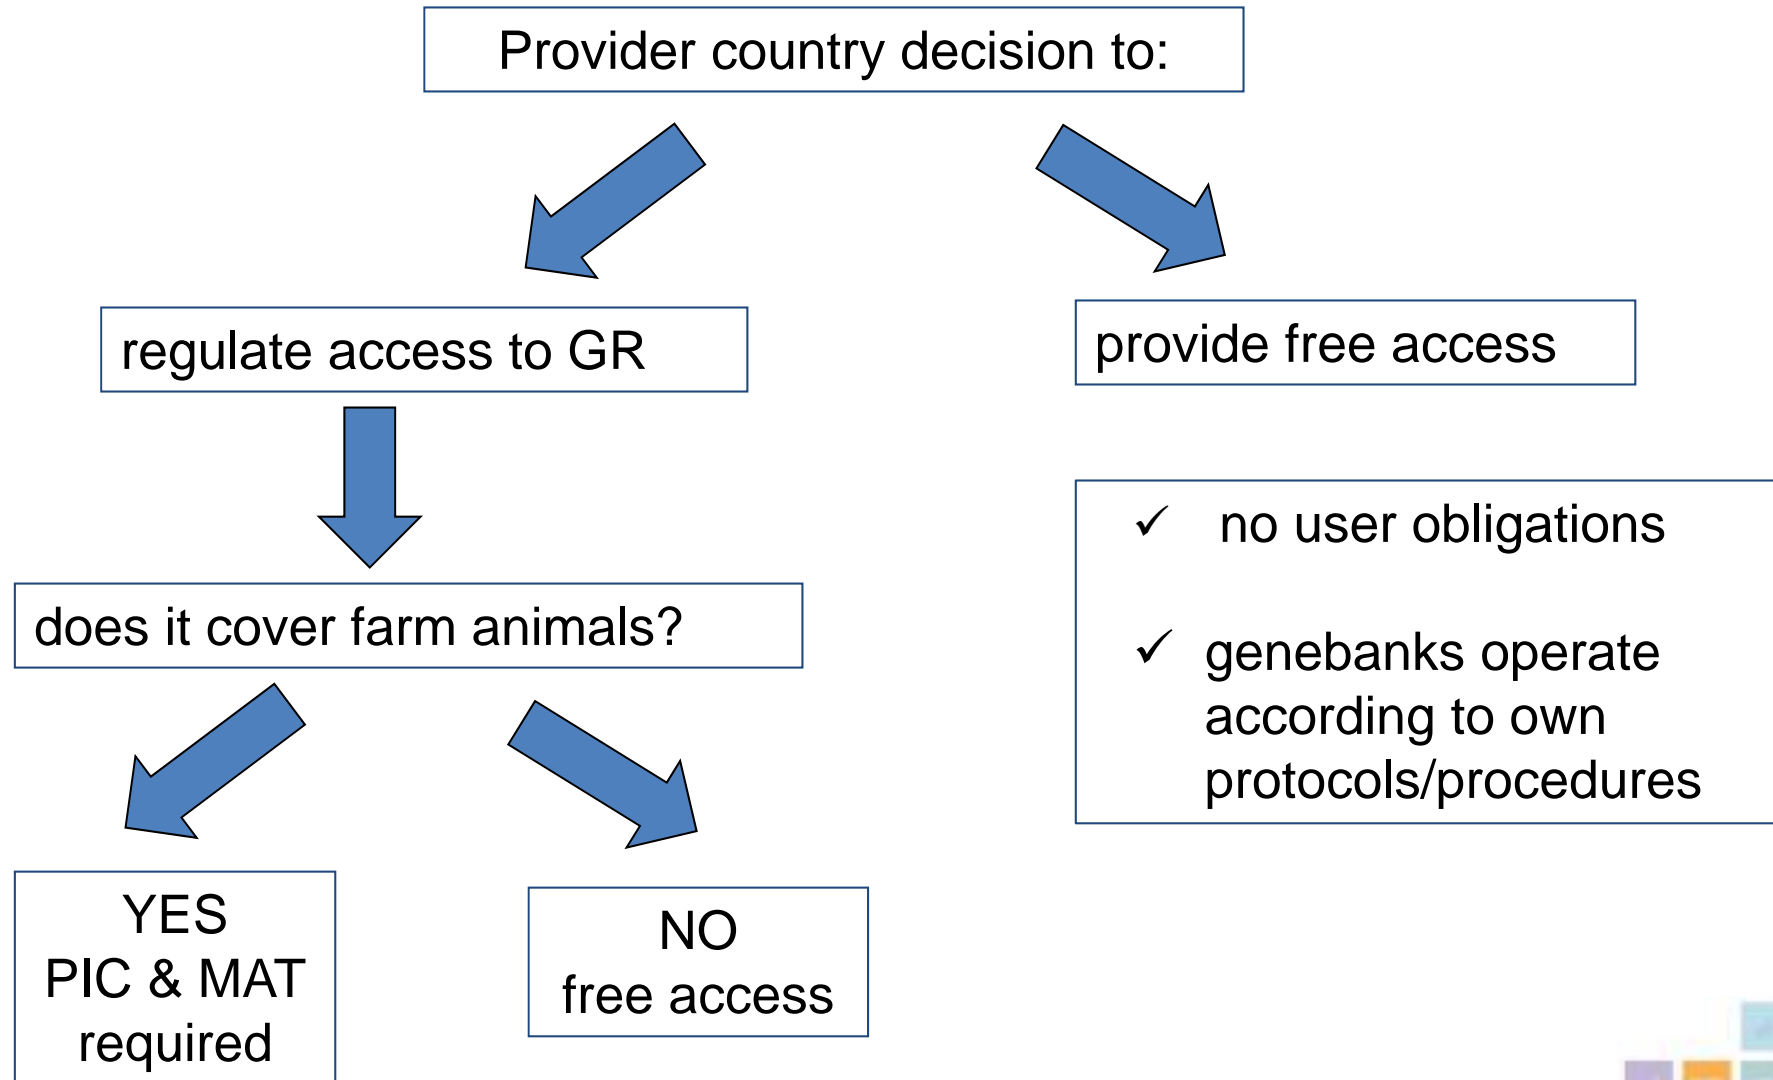 Provider country decision to:
regulate access to GR
provide free access
✓ no user obligations
✓ genebanks operate
according to own
protocols/procedures
does it cover farm animals?
YES
PIC & MAT
required
NO
free access